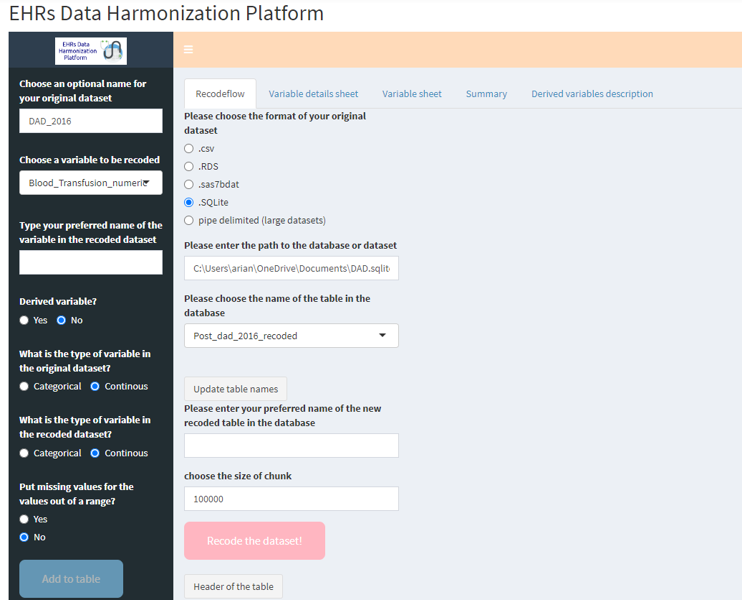 EHRs Data Harmonization Platform
EHRs Data
Harmonization
Platform
Choose an optional name for
your original dataset
DAD_2016
Choose a variable to be recoded
Blood_Transfusion_numeric
Type your preferred name of the
variable in the recoded dataset
Derived variable?
Yes No
What is the type of variable in
the original dataset?
Categorical Continous
What is the type of variable in
the recoded dataset?
Categorical Continous
Put missing values for the
values out of a range?
Yes
No
Add to table
Recodeflow Variable details sheet Variable sheet Summary Derived variables description
Please choose the format of your original
dataset
.csv
.RDS
.sas7bdat
.SQLite
pipe delimited (large datasets)
Please enter the path to the database or dataset
C:\Users\arian\OneDrive\Documents\DAD.sqlit
Please choose the name of the table in the
database
Post_dad_2016_recoded
Update table names
Please enter your preferred name of the new
recoded table in the database
choose the size of chunk
100000
Recode the dataset!
Header of the table